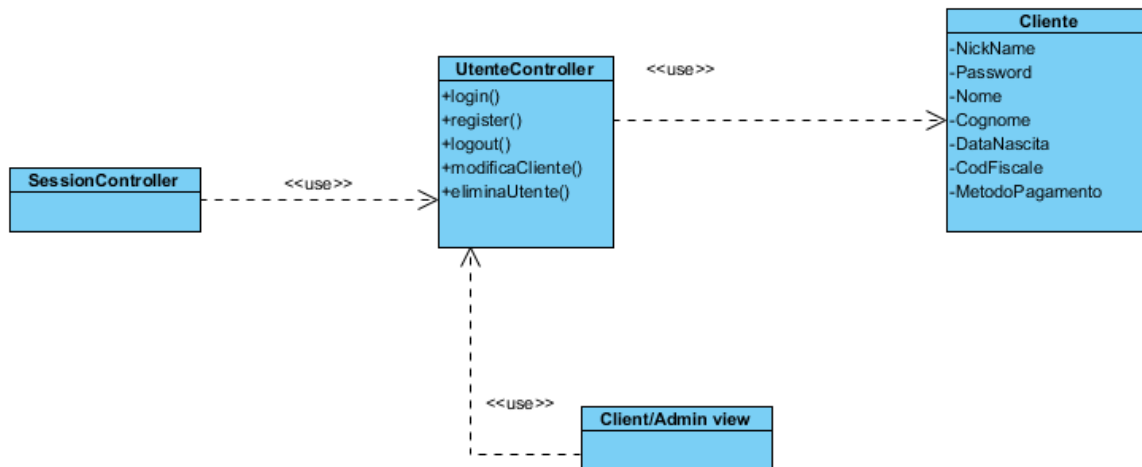 Cliente
-NickName
-Password
-Nome
-Cognome
-DataNascita
-CodFiscale
-MetodoPagamento
<<use>>
UtenteController
+login()
+register()
+logout()
+modificaCliente()
+eliminaUtente()
SessionController
<<use>>
<<use>>
Client/Admin view